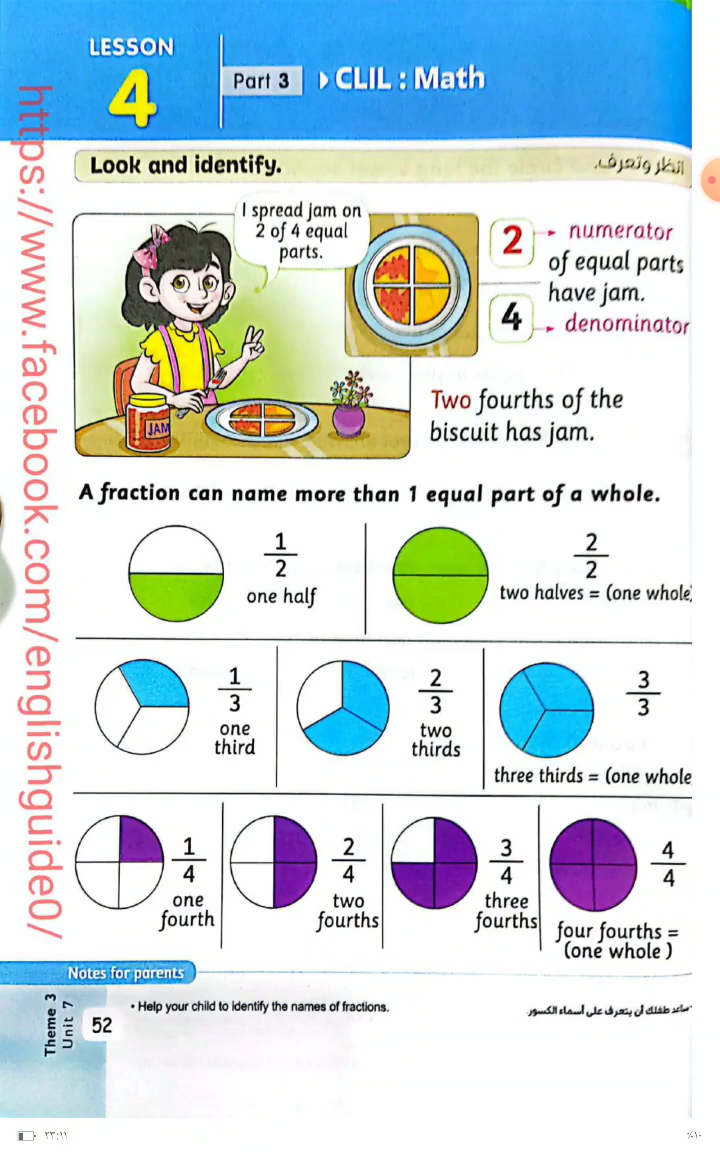 LESSON
4
Part 3
CLIL : Math
Look and identify.
انظر وتعرف.
I spread jam on
2 of 4 equal
parts.
JAM
2
numerator
of equal parts
have jam.
4
denominator
Two fourths of the
biscuit has jam.
A fraction can name more than 1 equal part of a whole.
1
2
one half
2
2
two halves = (one whole)
1
3
one
third
2
3
two
thirds
3
3
three thirds = (one whole
1
4
one
fourth
2
4
two
fourths
3
4
three
fourths
4
4
four fourths =
(one whole )
Notes for parents
• Help your child to identify the names of fractions.
ساعد طفلك أن يتعرف على أسماء الكسور.
Theme 3
Unit 7
52
https://www.facebook.com/englishguide0/
٢٣:١١